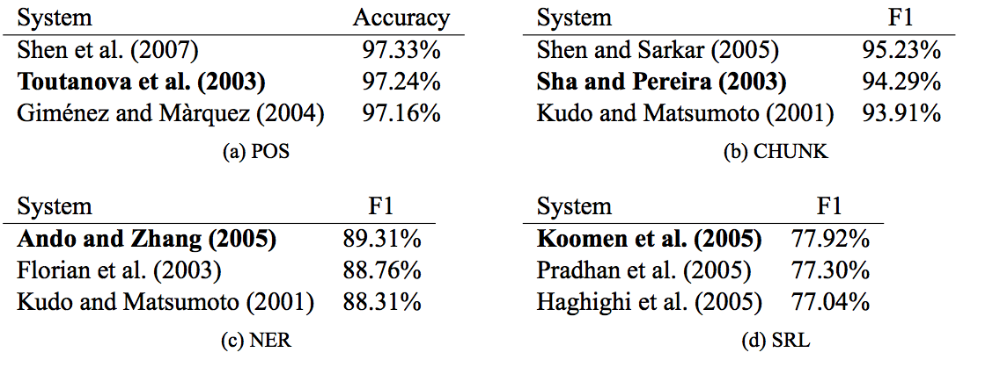 System Accuracy
Shen et al. (2007) 97.33%
Toutanova et al. (2003) 97.24%
Giménez and Màrquez (2004) 97.16%
(a) POS
System F1
Shen and Sarkar (2005) 95.23%
Sha and Pereira (2003) 94.29%
Kudo and Matsumoto (2001) 93.91%
(b) CHUNK
System F1
Ando and Zhang (2005) 89.31%
Florian et al. (2003) 88.76%
Kudo and Matsumoto (2001) 88.31%
(c) NER
System F1
Koomen et al. (2005) 77.92%
Pradhan et al. (2005) 77.30%
Haghighi et al. (2005) 77.04%
(d) SRL